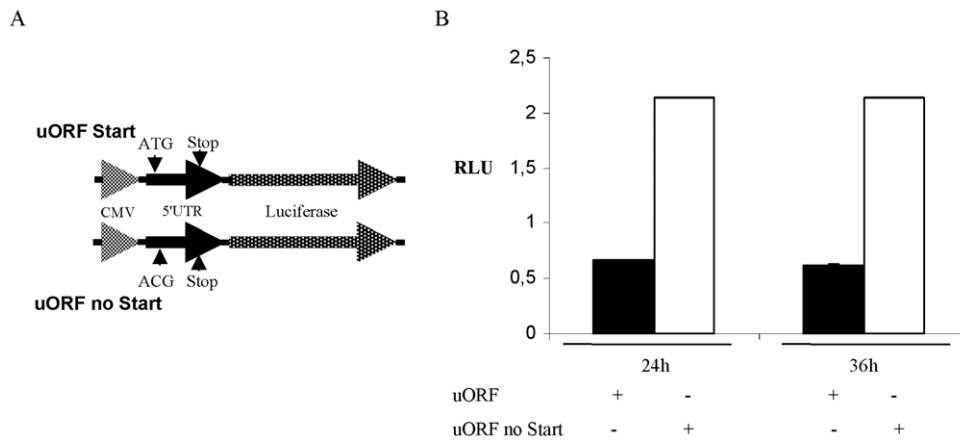 A
uORF Start
ATG Stop
CMV 5'UTR Luciferase
ACG Stop
uORF no Start
B
RLU
2,5
2
1,5
1
0,5
0
24h 36h
uORF + - + -
uORF no Start - + - +